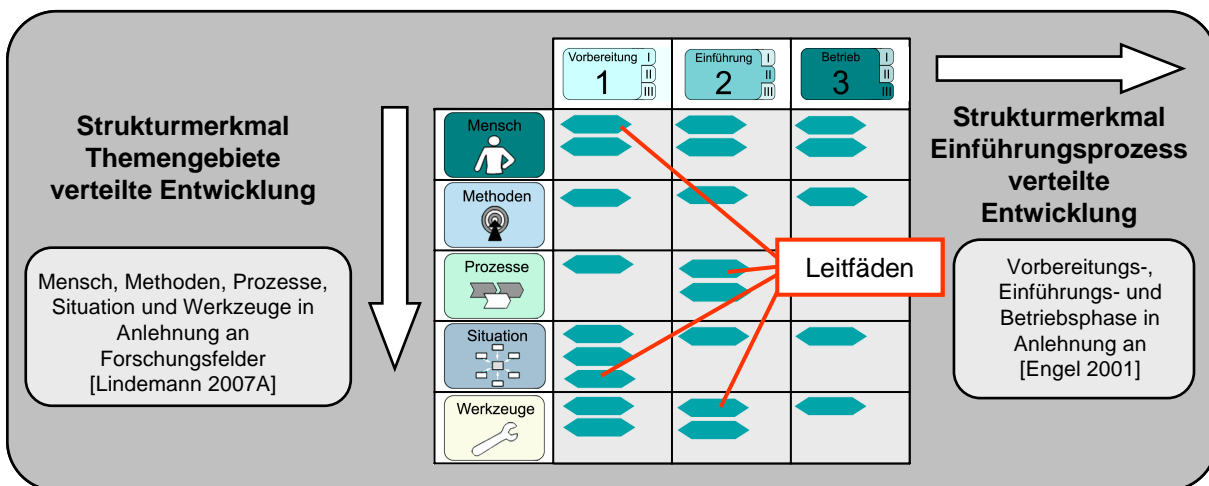 Vorbereitung I
II
III
1
Einführung I
II
III
2
Betrieb I
II
III
3
Strukturmerkmal
Themengebiete
verteilte Entwicklung
Mensch, Methoden, Prozesse,
Situation und Werkzeuge in
Anlehnung an
Forschungsfelder
[Lindemann 2007A]
Mensch
Methoden
Prozesse
Situation
Werkzeuge
Leitfäden
Strukturmerkmal
Einführungsprozess
verteilte
Entwicklung
Vorbereitungs-,
Einführungs- und
Betriebsphase in
Anlehnung an
[Engel 2001]